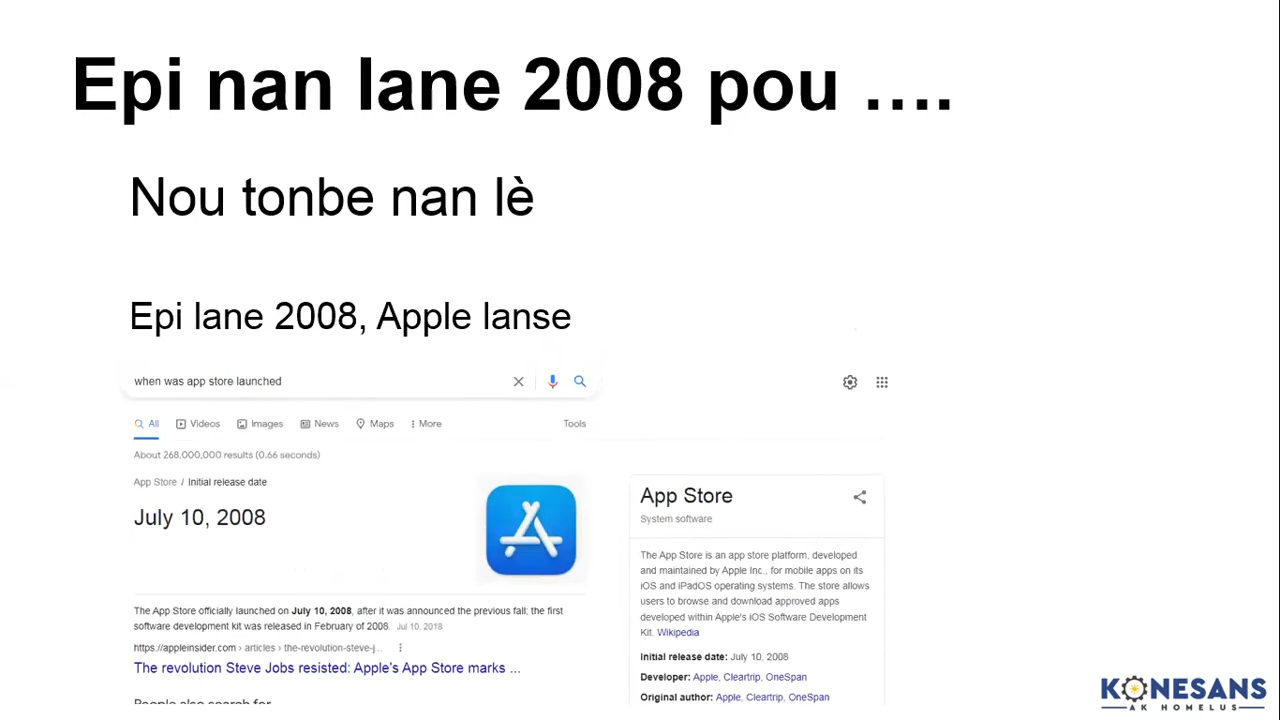 Epi nan lane 2008 pou ….
Nou tonbe nan lè
Epi lane 2008, Apple lanse
when was app store launched
All Videos Images News Maps More Tools
About 268,000,000 results (0.66 seconds)
App Store / Initial release date
July 10, 2008
The App Store officially launched on July 10, 2008, after it was announced the previous fall; the first
software development kit was released in February of 2008. Jul 10, 2018
https://appleinsider.com › articles › the-revolution-steve-j...
The revolution Steve Jobs resisted: Apple's App Store marks ...
People also search for
App Store
System software
The App Store is an app store platform, developed
and maintained by Apple Inc., for mobile apps on its
iOS and iPadOS operating systems. The store allows
users to browse and download approved apps
developed within Apple's iOS Software Development
Kit. Wikipedia
Initial release date: July 10, 2008
Developer: Apple, Cleartrip, OneSpan
Original author: Apple, Cleartrip, OneSpan
KONESANS
AK HOMELUS